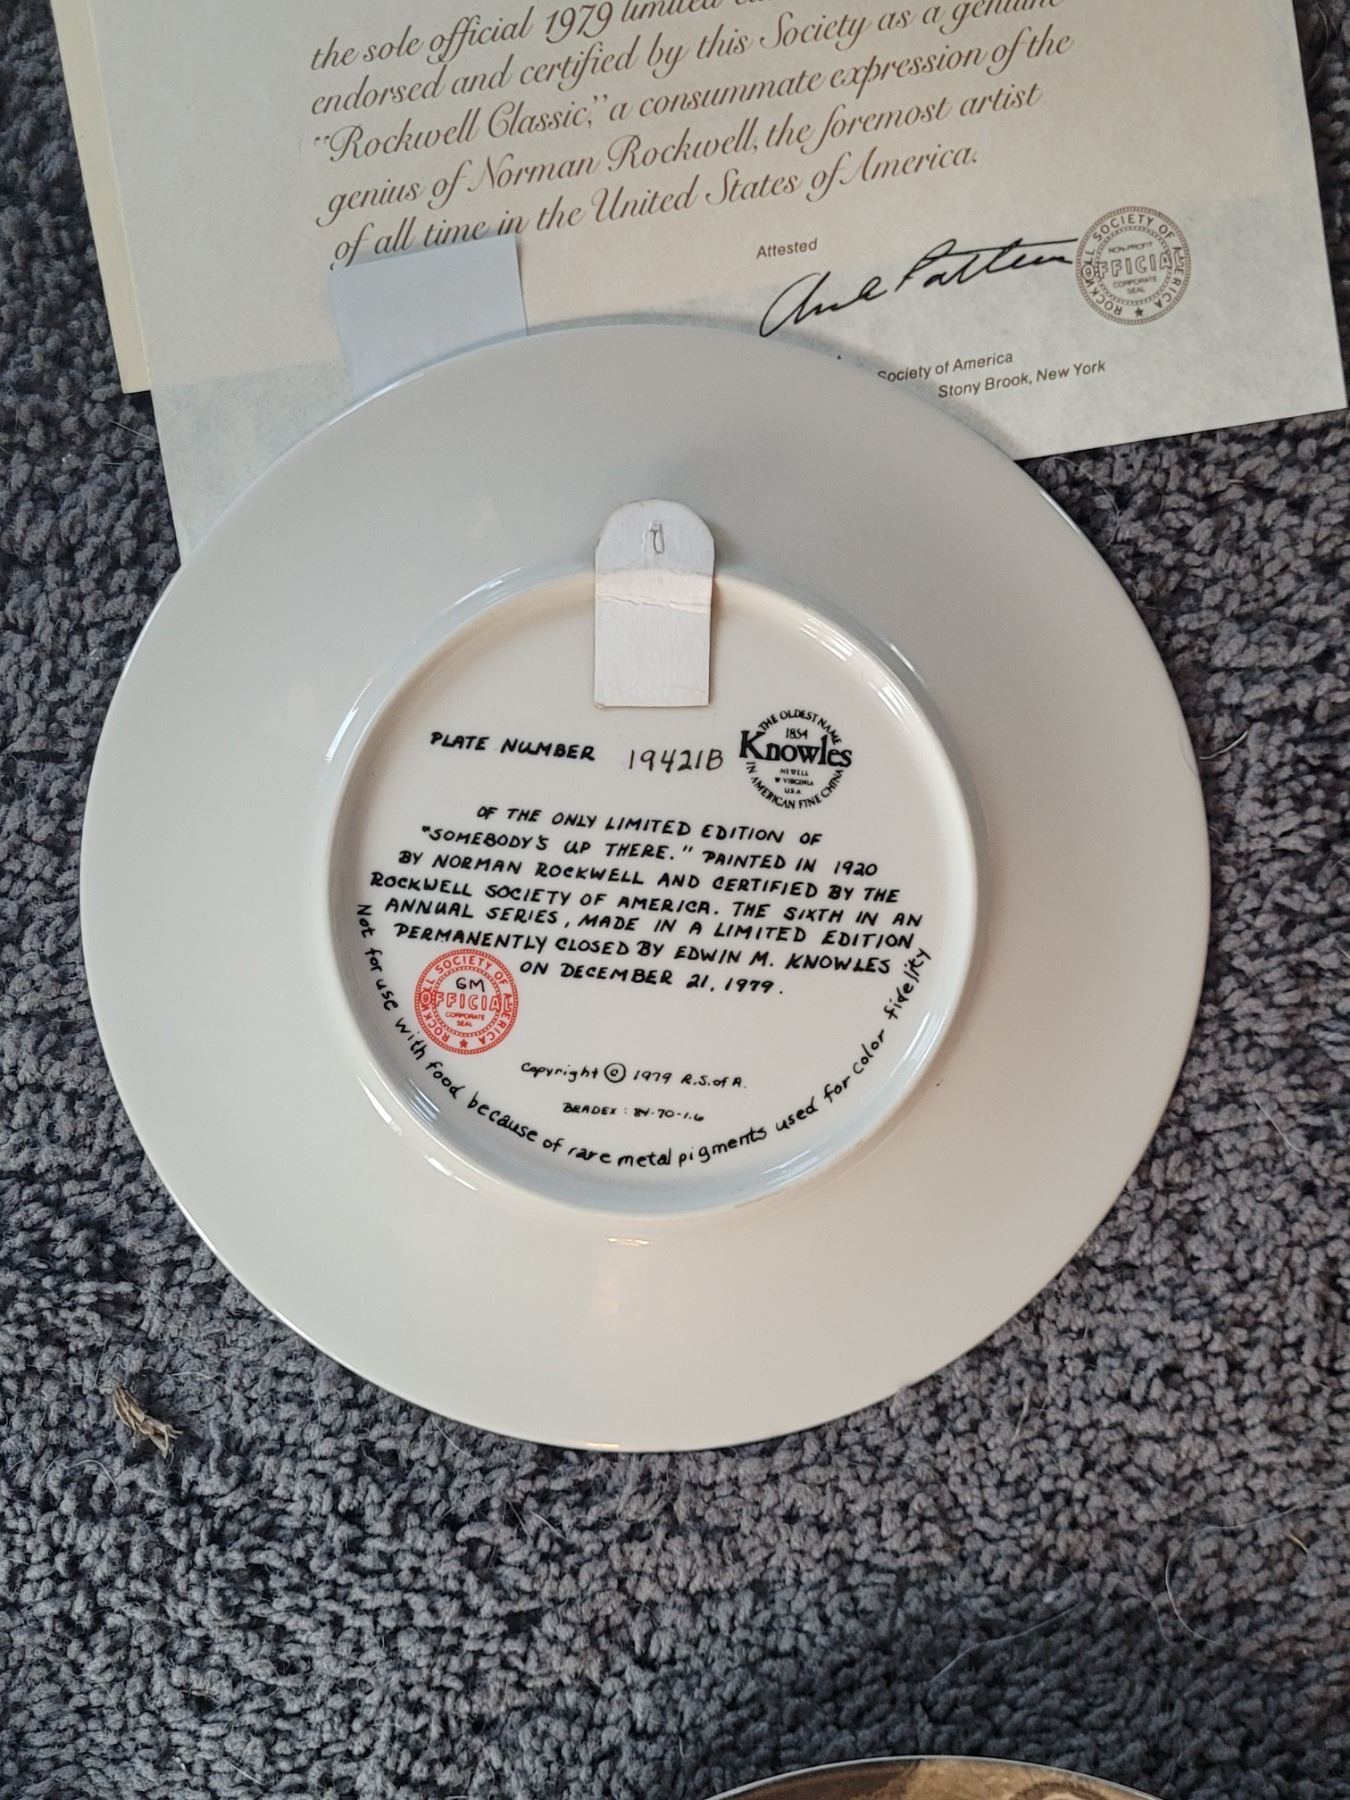 the sole official 1979 limited
endorsed and certified by this Society as a genuine
"Rockwell Classic," a consummate expression of the
genius of Norman Rockwell, the foremost artist
of all time in the United States of America.
Attested
ROCKWELL SOCIETY OF AMERICA
NON-PROFIT
OFFICIAL
CORPORATE
SEAL
Society of America
Stony Brook, New York
PLATE NUMBER 19421B
THE OLDEST NAME
1854
Knowles
NEWELL
W VIRGINIA
U.S.A
IN AMERICAN FINE CHINA
OF THE ONLY LIMITED EDITION OF
"SOMEBODY'S UP THERE." PAINTED IN 1920
BY NORMAN ROCKWELL AND CERTIFIED BY THE
ROCKWELL SOCIETY OF AMERICA. THE SIXTH IN AN
ANNUAL SERIES, MADE IN A LIMITED EDITION
PERMANENTLY CLOSED BY EDWIN M. KNOWLES
ON DECEMBER 21, 1979.
ROCKWELL SOCIETY OF AMERICA
GM
OFFICIAL
CORPORATE
SEAL
Copyright © 1979 R.S.of A.
BRADEX: 84-70-1.6
Not for use with food because of rare metal pigments used for color fidelity